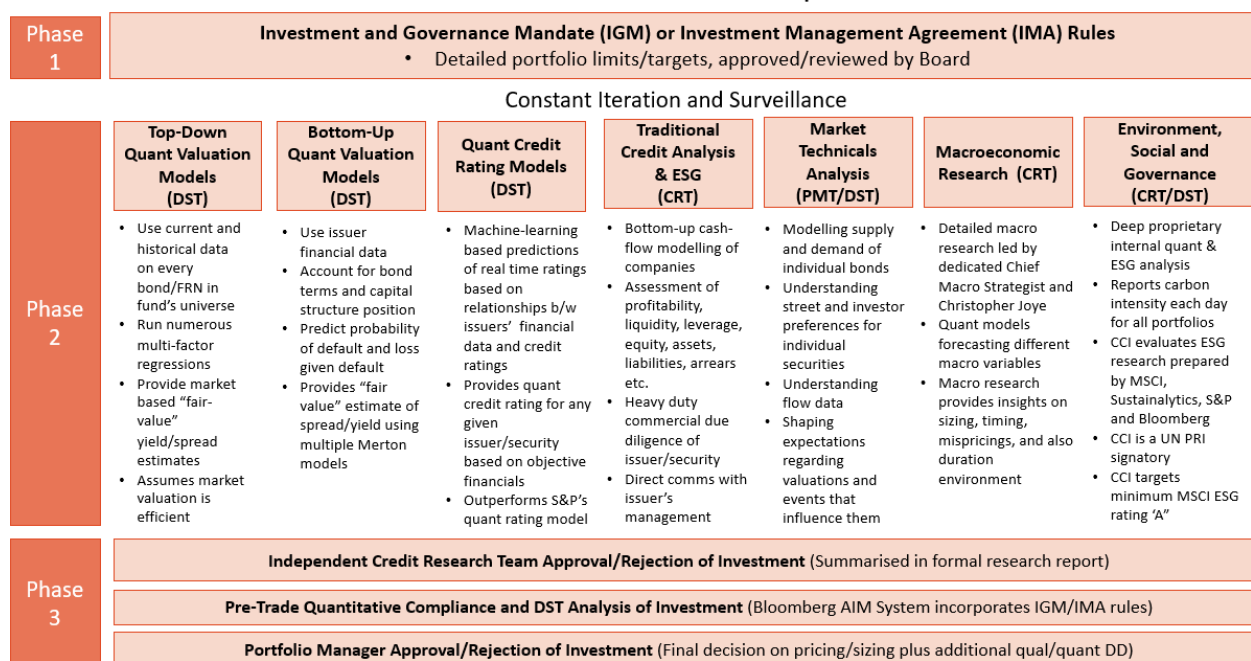 Phase
1
Investment and Governance Mandate (IGM) or Investment Management Agreement (IMA) Rules
• Detailed portfolio limits/targets, approved/reviewed by Board
Constant Iteration and Surveillance
Phase
2
Top-Down
Quant Valuation
Models
(DST)
• Use current and
historical data
on every
bond/FRN in
fund's universe
• Run numerous
multi-factor
regressions
• Provide market
based "fair-
value"
yield/spread
estimates
• Assumes market
valuation is
efficient
Bottom-Up
Quant Valuation
Models
(DST)
• Use issuer
financial data
• Account for bond
terms and capital
structure position
• Predict probability
of default and loss
given default
• Provides "fair
value" estimate of
spread/yield using
multiple Merton
models
Quant Credit
Rating Models
(DST)
• Machine-learning
based predictions
of real time ratings
based on
relationships b/w
issuers' financial
data and credit
ratings
• Provides quant
credit rating for any
given
issuer/security
based on objective
financials
• Outperforms S&P's
quant rating model
Traditional
Credit Analysis
& ESG
(CRT)
• Bottom-up cash-
flow modelling of
companies
• Assessment of
profitability,
liquidity, leverage,
equity, assets,
liabilities, arrears
etc.
• Heavy duty
commercial due
diligence of
issuer/security
• Direct comms with
issuer's
management
Market
Technicals
Analysis
(PMT/DST)
• Modelling supply
and demand of
individual bonds
• Understanding
street and investor
preferences for
individual
securities
• Understanding
flow data
• Shaping
expectations
regarding
valuations and
events that
influence them
Macroeconomic
Research (CRT)
• Detailed macro
research led by
dedicated Chief
Macro Strategist and
Christopher Joye
• Quant models
forecasting different
macro variables
• Macro research
provides insights on
sizing, timing,
mispricings, and also
duration
environment
Environment,
Social and
Governance
(CRT/DST)
• Deep proprietary
internal quant &
ESG analysis
• Reports carbon
intensity each day
for all portfolios
• CCI evaluates ESG
research prepared
by MSCI,
Sustainalytics, S&P
and Bloomberg
• CCI is a UN PRI
signatory
• CCI targets
minimum MSCI ESG
rating 'A"
Phase
3
Independent Credit Research Team Approval/Rejection of Investment (Summarised in formal research report)
Pre-Trade Quantitative Compliance and DST Analysis of Investment (Bloomberg AIM System incorporates IGM/IMA rules)
Portfolio Manager Approval/Rejection of Investment (Final decision on pricing/sizing plus additional qual/quant DD)